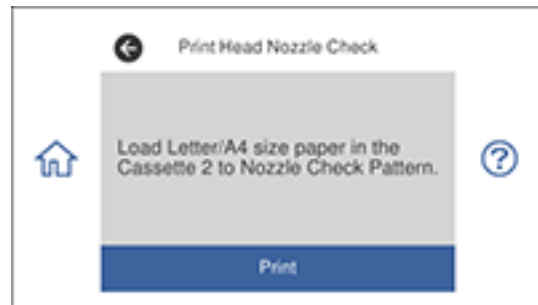 Print Head Nozzle Check
Load Letter/A4 size paper in the
Cassette 2 to Nozzle Check Pattern.
?
Print